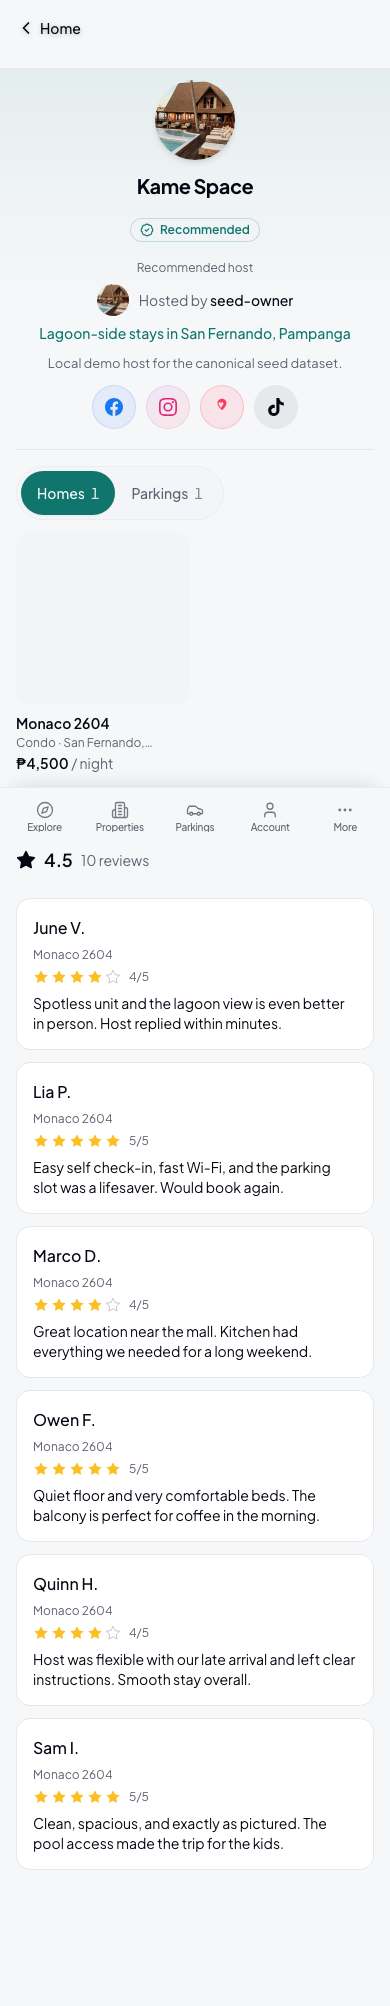 Home
Kame Space
Recommended
Recommended host
Hosted by seed-owner
Lagoon-side stays in San Fernando, Pampanga
Local demo host for the canonical seed dataset.
Homes 1 Parkings 1
Monaco 2604
Condo · San Fernando,...
₱4,500 / night
Explore Properties Parkings Account More
4.5 10 reviews
June V.
Monaco 2604
4/5
Spotless unit and the lagoon view is even better
in person. Host replied within minutes.
Lia P.
Monaco 2604
5/5
Easy self check-in, fast Wi-Fi, and the parking
slot was a lifesaver. Would book again.
Marco D.
Monaco 2604
4/5
Great location near the mall. Kitchen had
everything we needed for a long weekend.
Owen F.
Monaco 2604
5/5
Quiet floor and very comfortable beds. The
balcony is perfect for coffee in the morning.
Quinn H.
Monaco 2604
4/5
Host was flexible with our late arrival and left clear
instructions. Smooth stay overall.
Sam I.
Monaco 2604
5/5
Clean, spacious, and exactly as pictured. The
pool access made the trip for the kids.